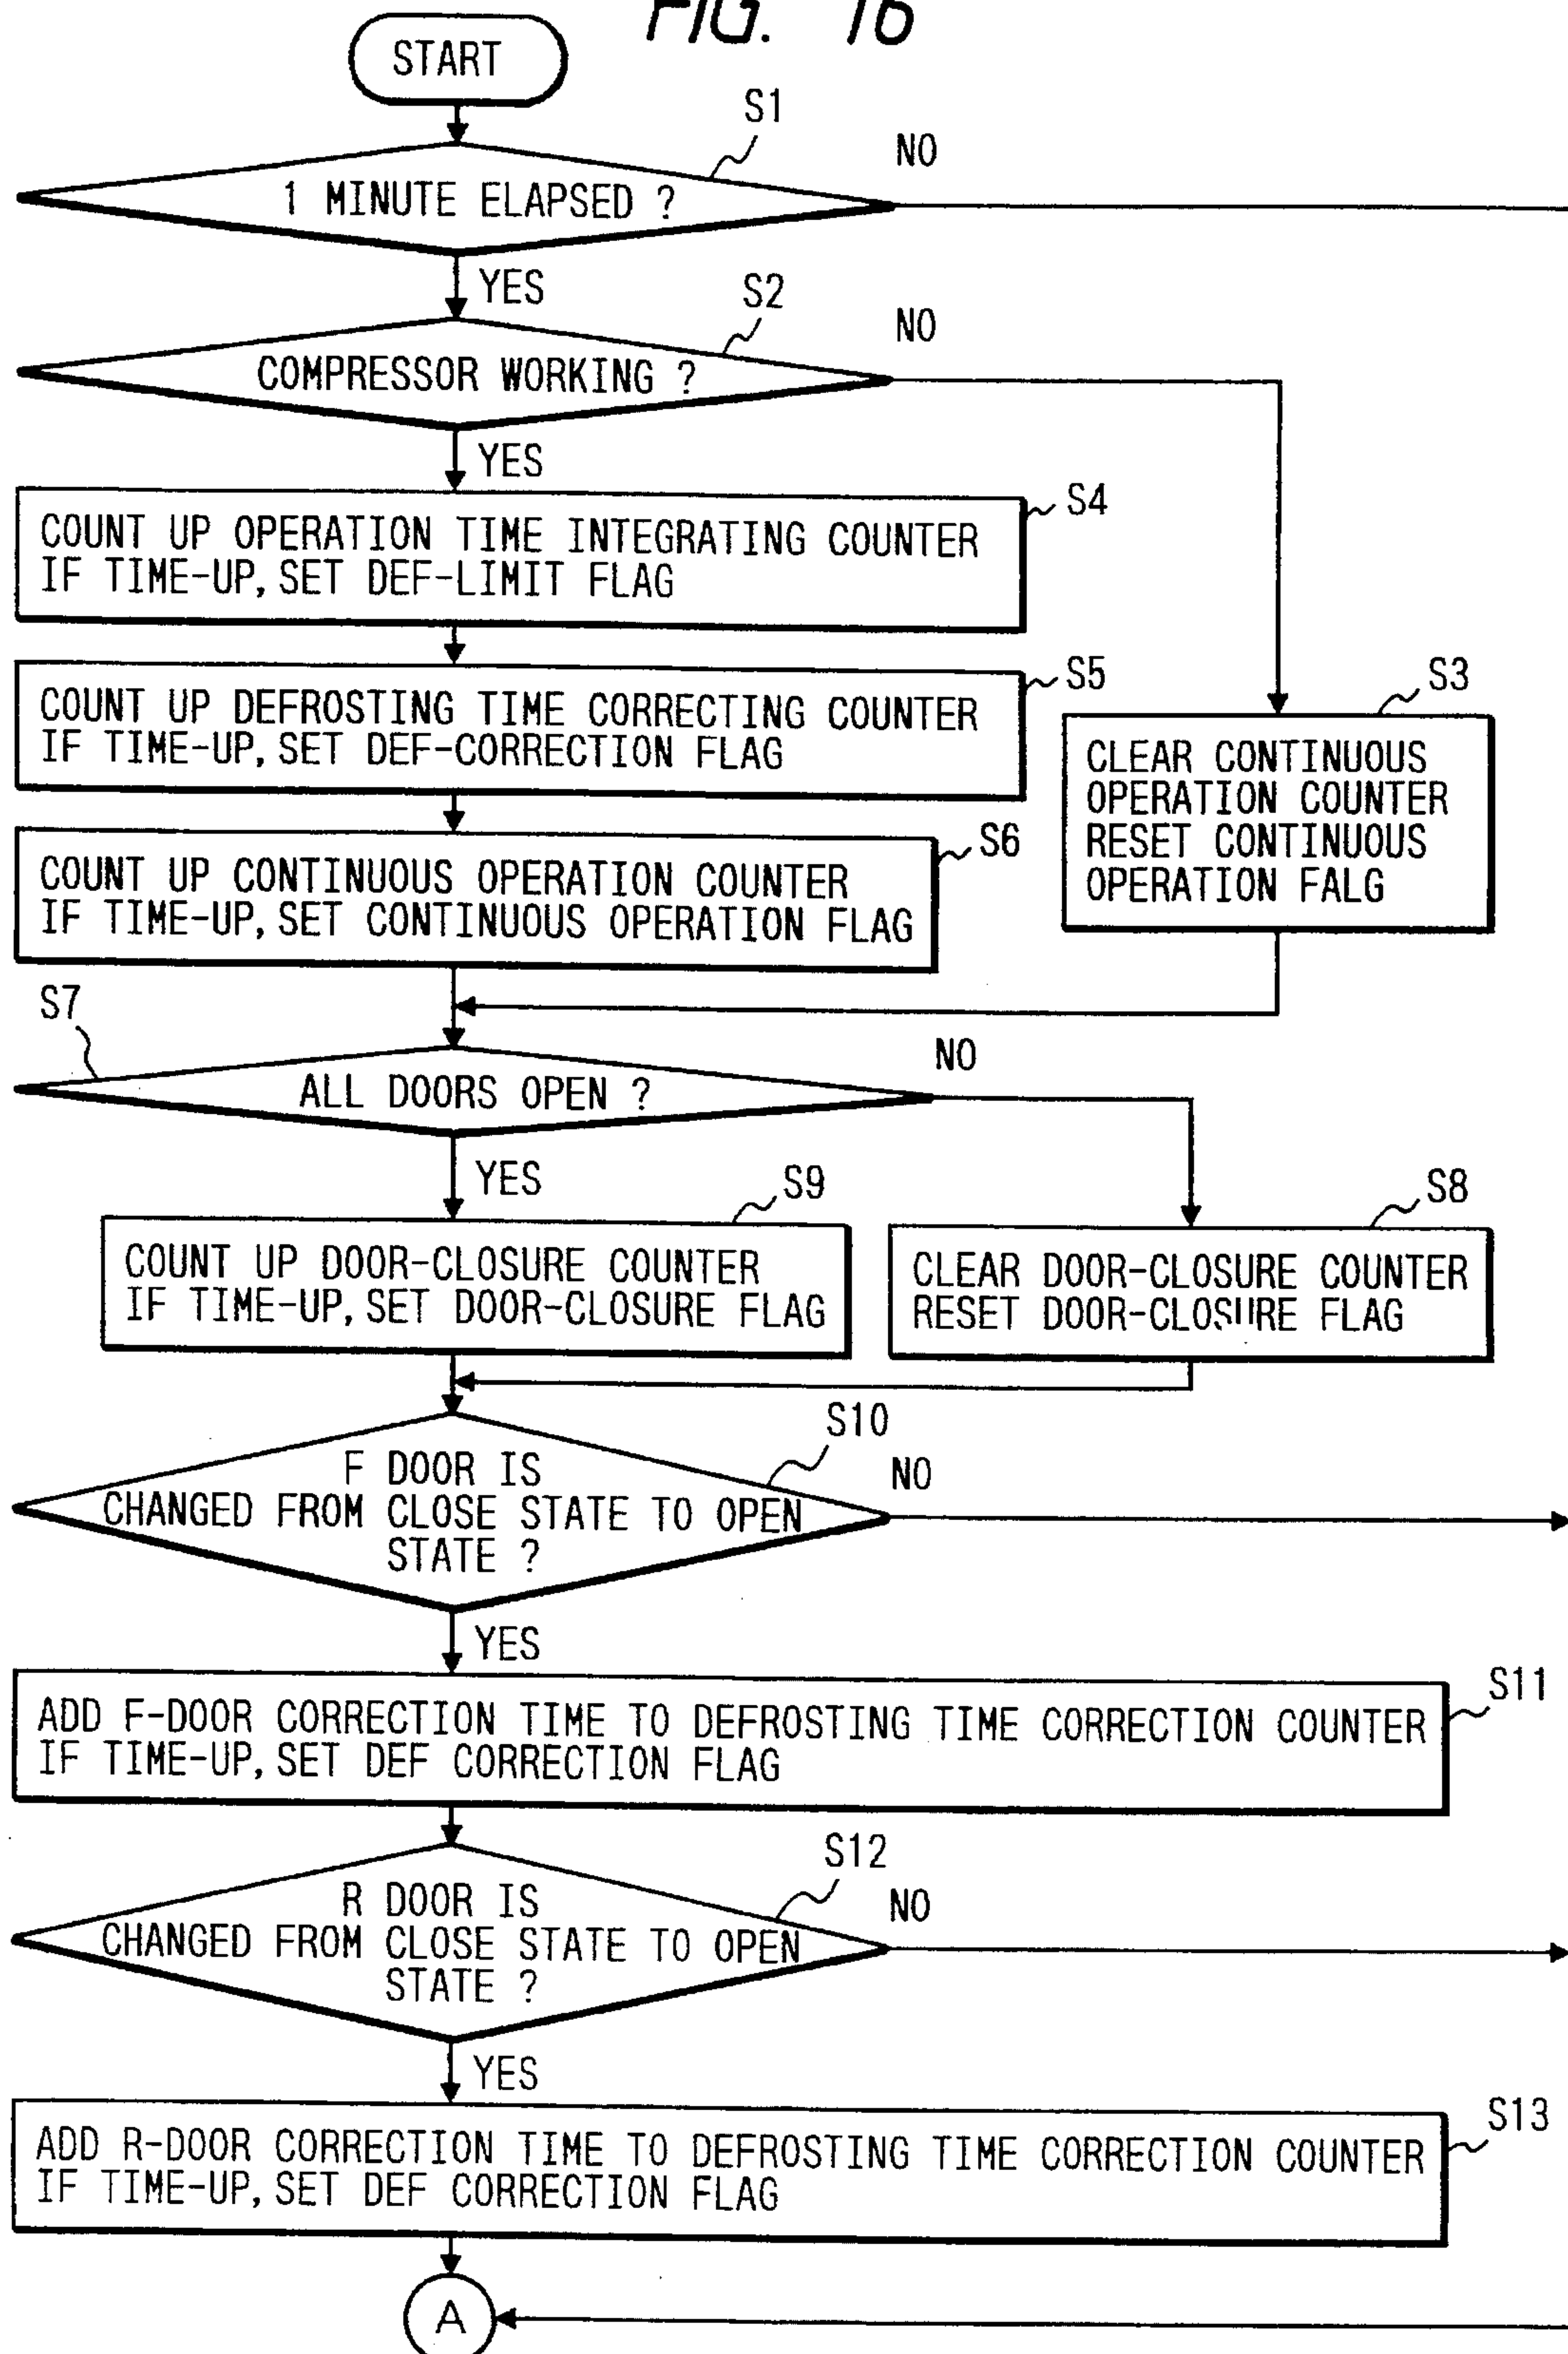 FIG. 16
START
S1
NO
1 MINUTE ELAPSED ?
YES
S2
NO
COMPRESSOR WORKING ?
YES
S4
COUNT UP OPERATION TIME INTEGRATING COUNTER
IF TIME-UP, SET DEF-LIMIT FLAG
S5
COUNT UP DEFROSTING TIME CORRECTING COUNTER
IF TIME-UP, SET DEF-CORRECTION FLAG
S3
CLEAR CONTINUOUS
OPERATION COUNTER
RESET CONTINUOUS
OPERATION FALG
S6
COUNT UP CONTINUOUS OPERATION COUNTER
IF TIME-UP, SET CONTINUOUS OPERATION FLAG
S7
NO
ALL DOORS OPEN ?
YES
S9
COUNT UP DOOR-CLOSURE COUNTER
IF TIME-UP, SET DOOR-CLOSURE FLAG
S8
CLEAR DOOR-CLOSURE COUNTER
RESET DOOR-CLOSURE FLAG
S10
NO
F DOOR IS
CHANGED FROM CLOSE STATE TO OPEN
STATE ?
YES
S11
ADD F-DOOR CORRECTION TIME TO DEFROSTING TIME CORRECTION COUNTER
IF TIME-UP, SET DEF CORRECTION FLAG
S12
NO
R DOOR IS
CHANGED FROM CLOSE STATE TO OPEN
STATE ?
YES
S13
ADD R-DOOR CORRECTION TIME TO DEFROSTING TIME CORRECTION COUNTER
IF TIME-UP, SET DEF CORRECTION FLAG
A